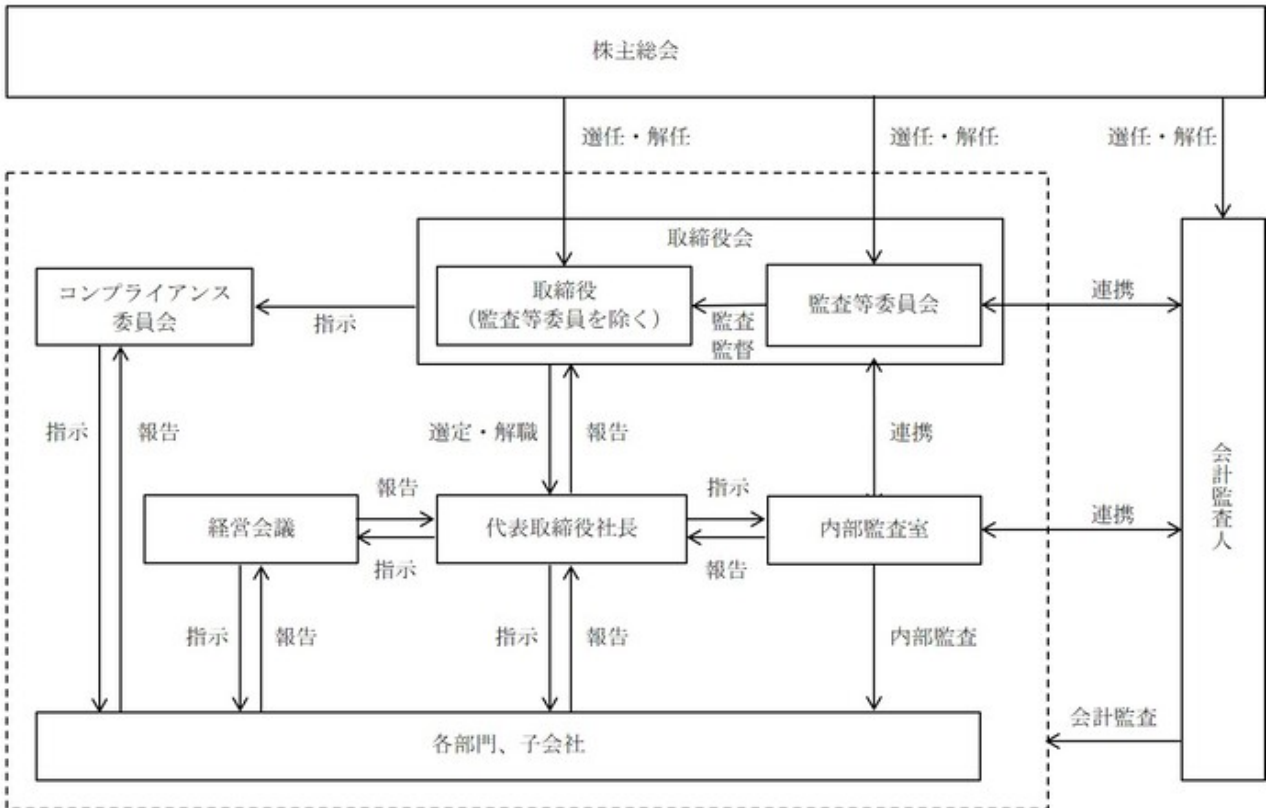 株主総会
選任・解任
選任・解任
選任・解任
取締役会
コンプライアンス
委員会
指示
取締役
（監査等委員を除く）
監査
監督
監査等委員会
連携
指示
報告
選定・解職
報告
連携
会計監査人
経営会議
報告
指示
代表取締役社長
指示
報告
内部監査室
連携
指示
報告
指示
報告
内部監査
各部門、子会社
会計監査